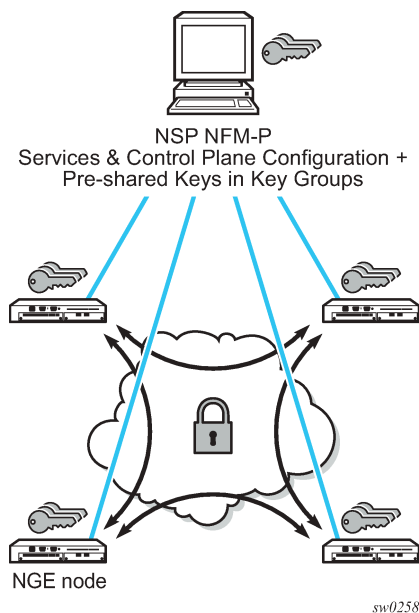 NSP NFM-P
Services & Control Plane Configuration +
Pre-shared Keys in Key Groups
NGE node
sw0258